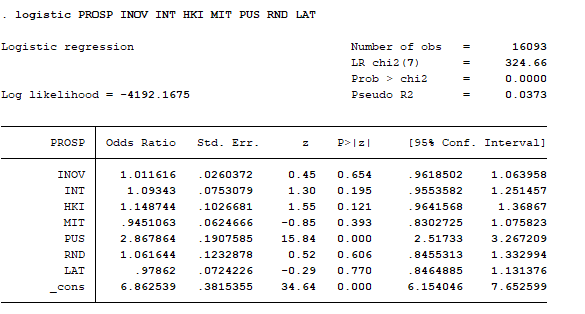 . logistic PROSP INOV INT HKI MIT PUS RND LAT
Logistic regression Number of obs = 16093
LR chi2(7) = 324.66
Prob > chi2 = 0.0000
Log likelihood = -4192.1675 Pseudo R2 = 0.0373
PROSP Odds Ratio Std. Err. z P>|z| [95% Conf. Interval]
INOV 1.011616 .0260372 0.45 0.654 .9618502 1.063958
INT 1.09343 .0753079 1.30 0.195 .9553582 1.251457
HKI 1.148744 .1026681 1.55 0.121 .9641568 1.36867
MIT .9451063 .0624666 -0.85 0.393 .8302725 1.075823
PUS 2.867864 .1907585 15.84 0.000 2.51733 3.267209
RND 1.061644 .1232878 0.52 0.606 .8455313 1.332994
LAT .97862 .0724226 -0.29 0.770 .8464885 1.131376
_cons 6.862539 .3815355 34.64 0.000 6.154046 7.652599